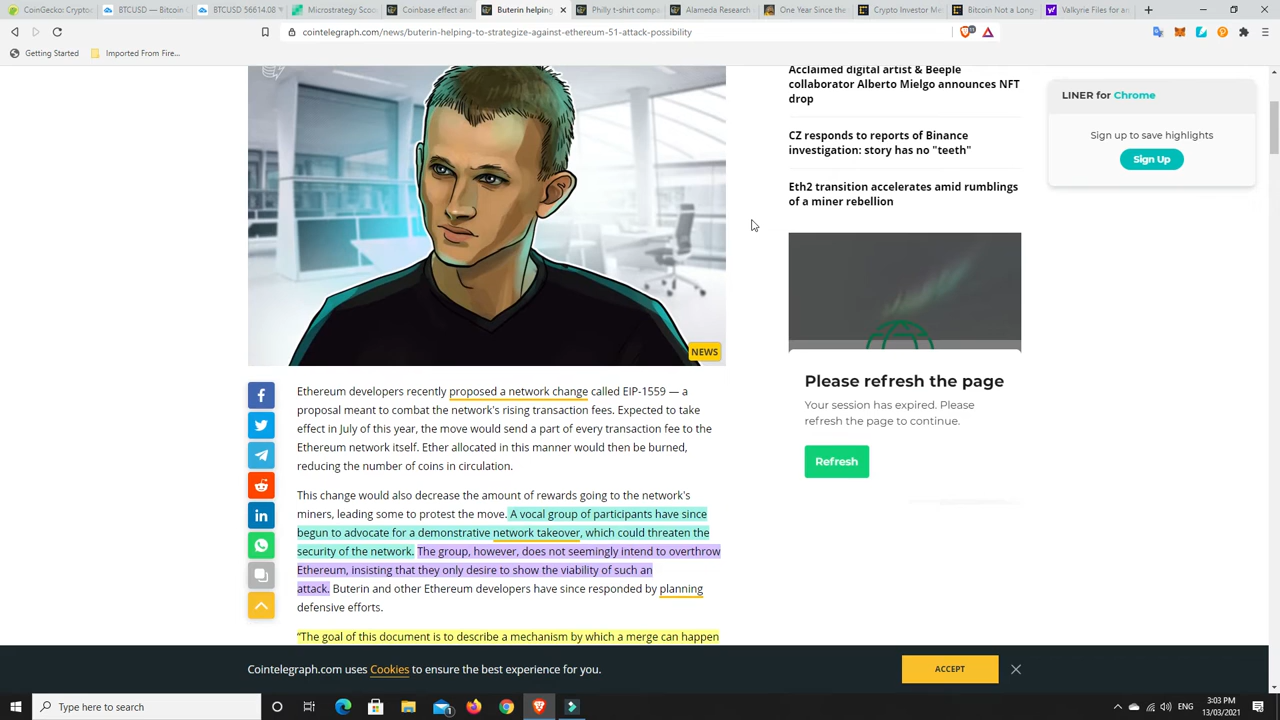 CoinGecko: Crypto
BTCUSD — Bitcoin
BTCUSD 56614.08
Microstrategy Scoo
Coinbase effect and
Buterin helping
Philly t-shirt comp
Alameda Research
One Year Since the
Crypto Investor Me
Bitcoin Not a Long
Valkyrie Files for an
cointelegraph.com/news/buterin-helping-to-strategize-against-ethereum-51-attack-possibility
Getting Started
Imported From Fire...
Acclaimed digital artist & Beeple
collaborator Alberto Mielgo announces NFT
drop
CZ responds to reports of Binance
investigation: story has no "teeth"
Eth2 transition accelerates amid rumblings
of a miner rebellion
LINER for Chrome
Sign up to save highlights
Sign Up
NEWS
Please refresh the page
Your session has expired. Please
refresh the page to continue.
Refresh
Ethereum developers recently proposed a network change called EIP-1559 — a
proposal meant to combat the network's rising transaction fees. Expected to take
effect in July of this year, the move would send a part of every transaction fee to the
Ethereum network itself. Ether allocated in this manner would then be burned,
reducing the number of coins in circulation.
This change would also decrease the amount of rewards going to the network's
miners, leading some to protest the move. A vocal group of participants have since
begun to advocate for a demonstrative network takeover, which could threaten the
security of the network. The group, however, does not seemingly intend to overthrow
Ethereum, insisting that they only desire to show the viability of such an
attack. Buterin and other Ethereum developers have since responded by planning
defensive efforts.
“The goal of this document is to describe a mechanism by which a merge can happen
Cointelegraph.com uses Cookies to ensure the best experience for you.
ACCEPT
Type here to search
ENG
3:03 PM
13/03/2021